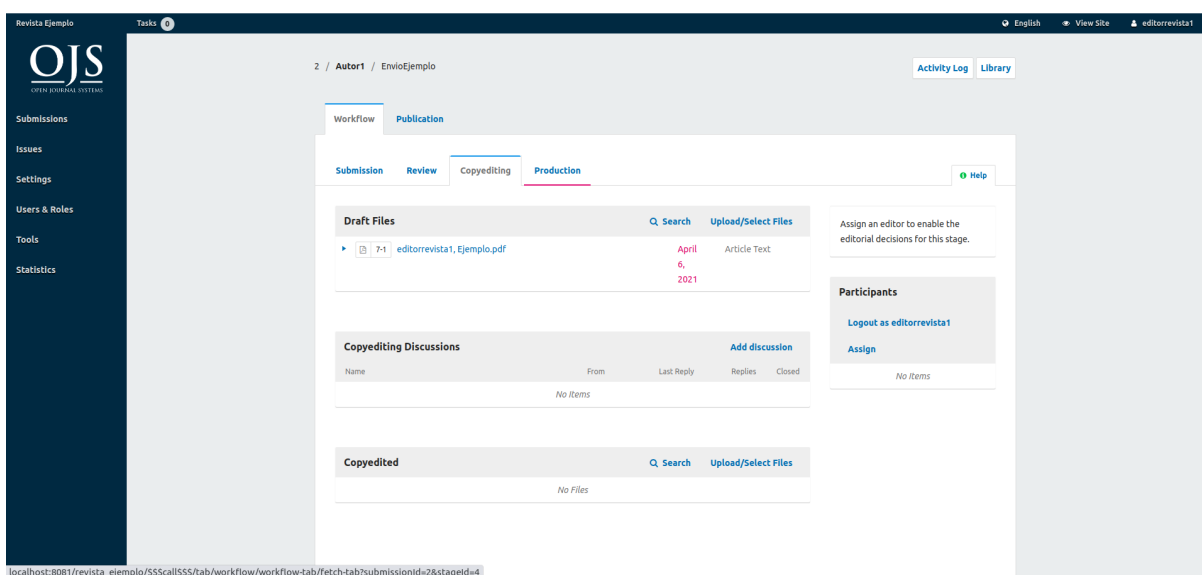 Revista Ejemplo Tasks 0 English View Site editorrevista1
OJS
OPEN JOURNAL SYSTEMS
Submissions
Issues
Settings
Users & Roles
Tools
Statistics
2 / Autor1 / EnvioEjemplo
Activity Log Library
Workflow Publication
Submission Review Copyediting Production
Help
Draft Files Search Upload/Select Files
7-1 editorrevista1, Ejemplo.pdf April 6, 2021 Article Text
Copyediting Discussions Add discussion
Name From Last Reply Replies Closed
No Items
Copyedited Search Upload/Select Files
No Files
Assign an editor to enable the
editorial decisions for this stage.
Participants
Logout as editorrevista1
Assign
No Items
localhost:8081/revista_ejemplo/$$$call$$$/tab/workflow/workflow-tab/fetch-tab?submissionId=2&stageId=4